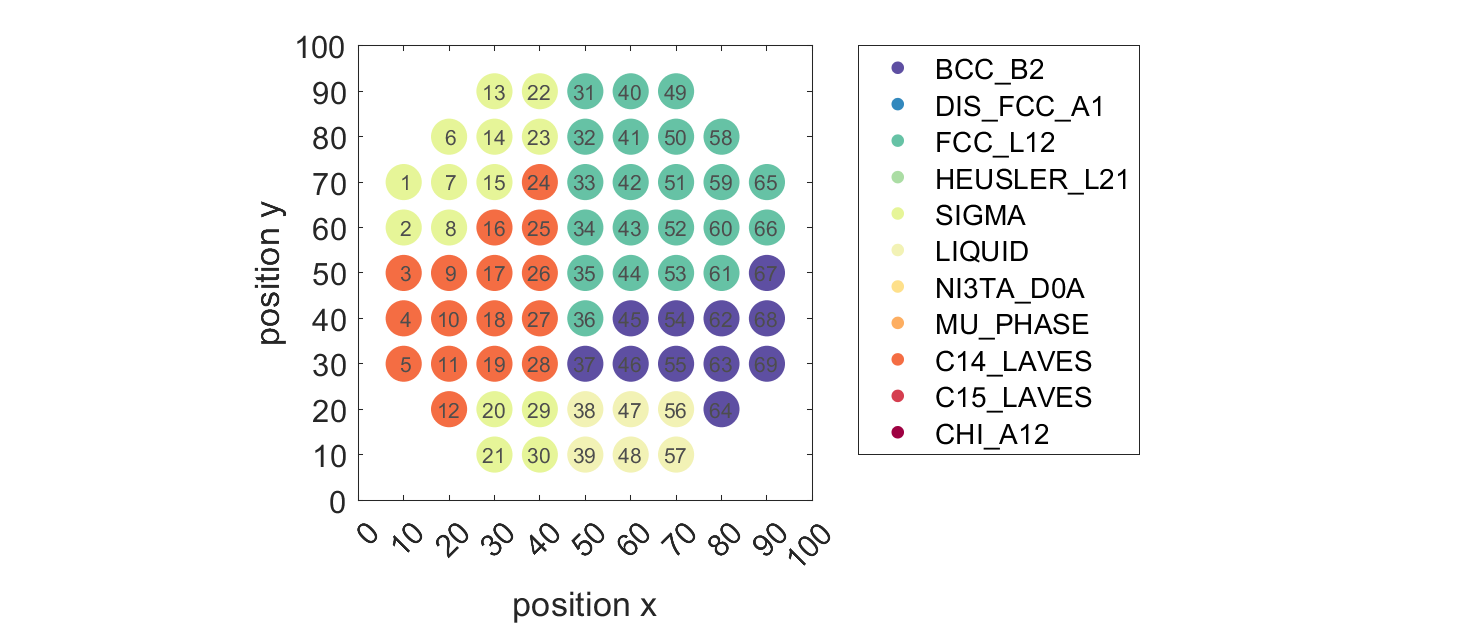 100
90
80
70
60
50
40
30
20
10
0
position y
13 22 31 40 49
6 14 23 32 41 50 58
1 7 15 24 33 42 51 59 65
2 8 16 25 34 43 52 60 66
3 9 17 26 35 44 53 61 67
4 10 18 27 36 45 54 62 68
5 11 19 28 37 46 55 63 69
12 20 29 38 47 56 64
21 30 39 48 57
0 10 20 30 40 50 60 70 80 90 100
position x
BCC_B2
DIS_FCC_A1
FCC_L12
HEUSLER_L21
SIGMA
LIQUID
NI3TA_D0A
MU_PHASE
C14_LAVES
C15_LAVES
CHI_A12